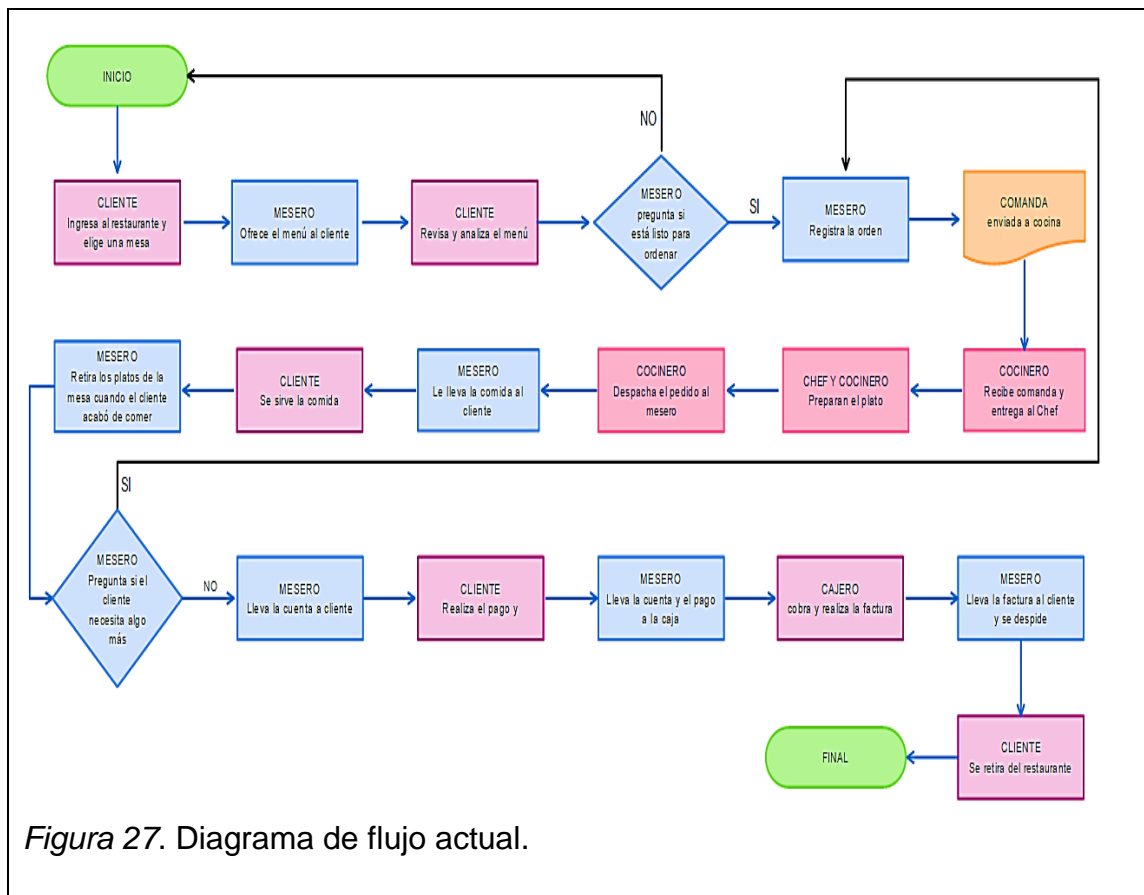 INICIO
NO
CLIENTE
Ingresa al restaurante y
elige una mesa
MESERO
Ofrece el menú al cliente
CLIENTE
Revisa y analiza el menú
MESERO
pregunta si
está listo para
ordenar
SI
MESERO
Registra la orden
COMANDA
enviada a cocina
MESERO
Retira los platos de la
mesa cuando el cliente
acabó de comer
CLIENTE
Se sirve la comida
MESERO
Le lleva la comida al
cliente
COCINERO
Despacha el pedido al
mesero
CHEF Y COCINERO
Preparan el plato
COCINERO
Recibe comanda y
entrega al Chef
SI
MESERO
Pregunta si el
cliente
necesita algo
más
NO
MESERO
Lleva la cuenta a cliente
CLIENTE
Realiza el pago y
MESERO
Lleva la cuenta y el pago
a la caja
CAJERO
cobra y realiza la factura
MESERO
Lleva la factura al cliente
y se despide
FINAL
CLIENTE
Se retira del restaurante
Figura 27. Diagrama de flujo actual.